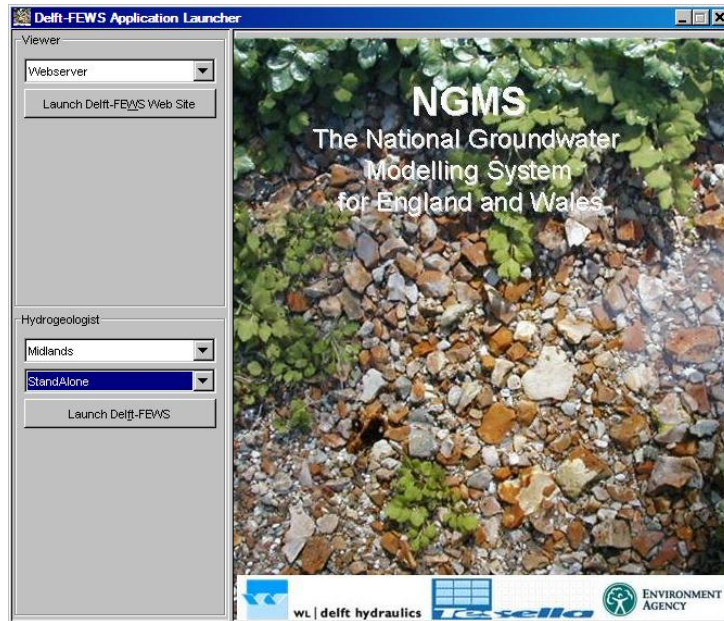 Delft-FEWS Application Launcher
Viewer
Webserver
Launch Delft-FEWS Web Site
Hydrogeologist
Midlands
StandAlone
Launch Delft-FEWS
NGMS
The National Groundwater
Modelling System
for England and Wales
WL | delft hydraulics
Tessella
ENVIRONMENT
AGENCY